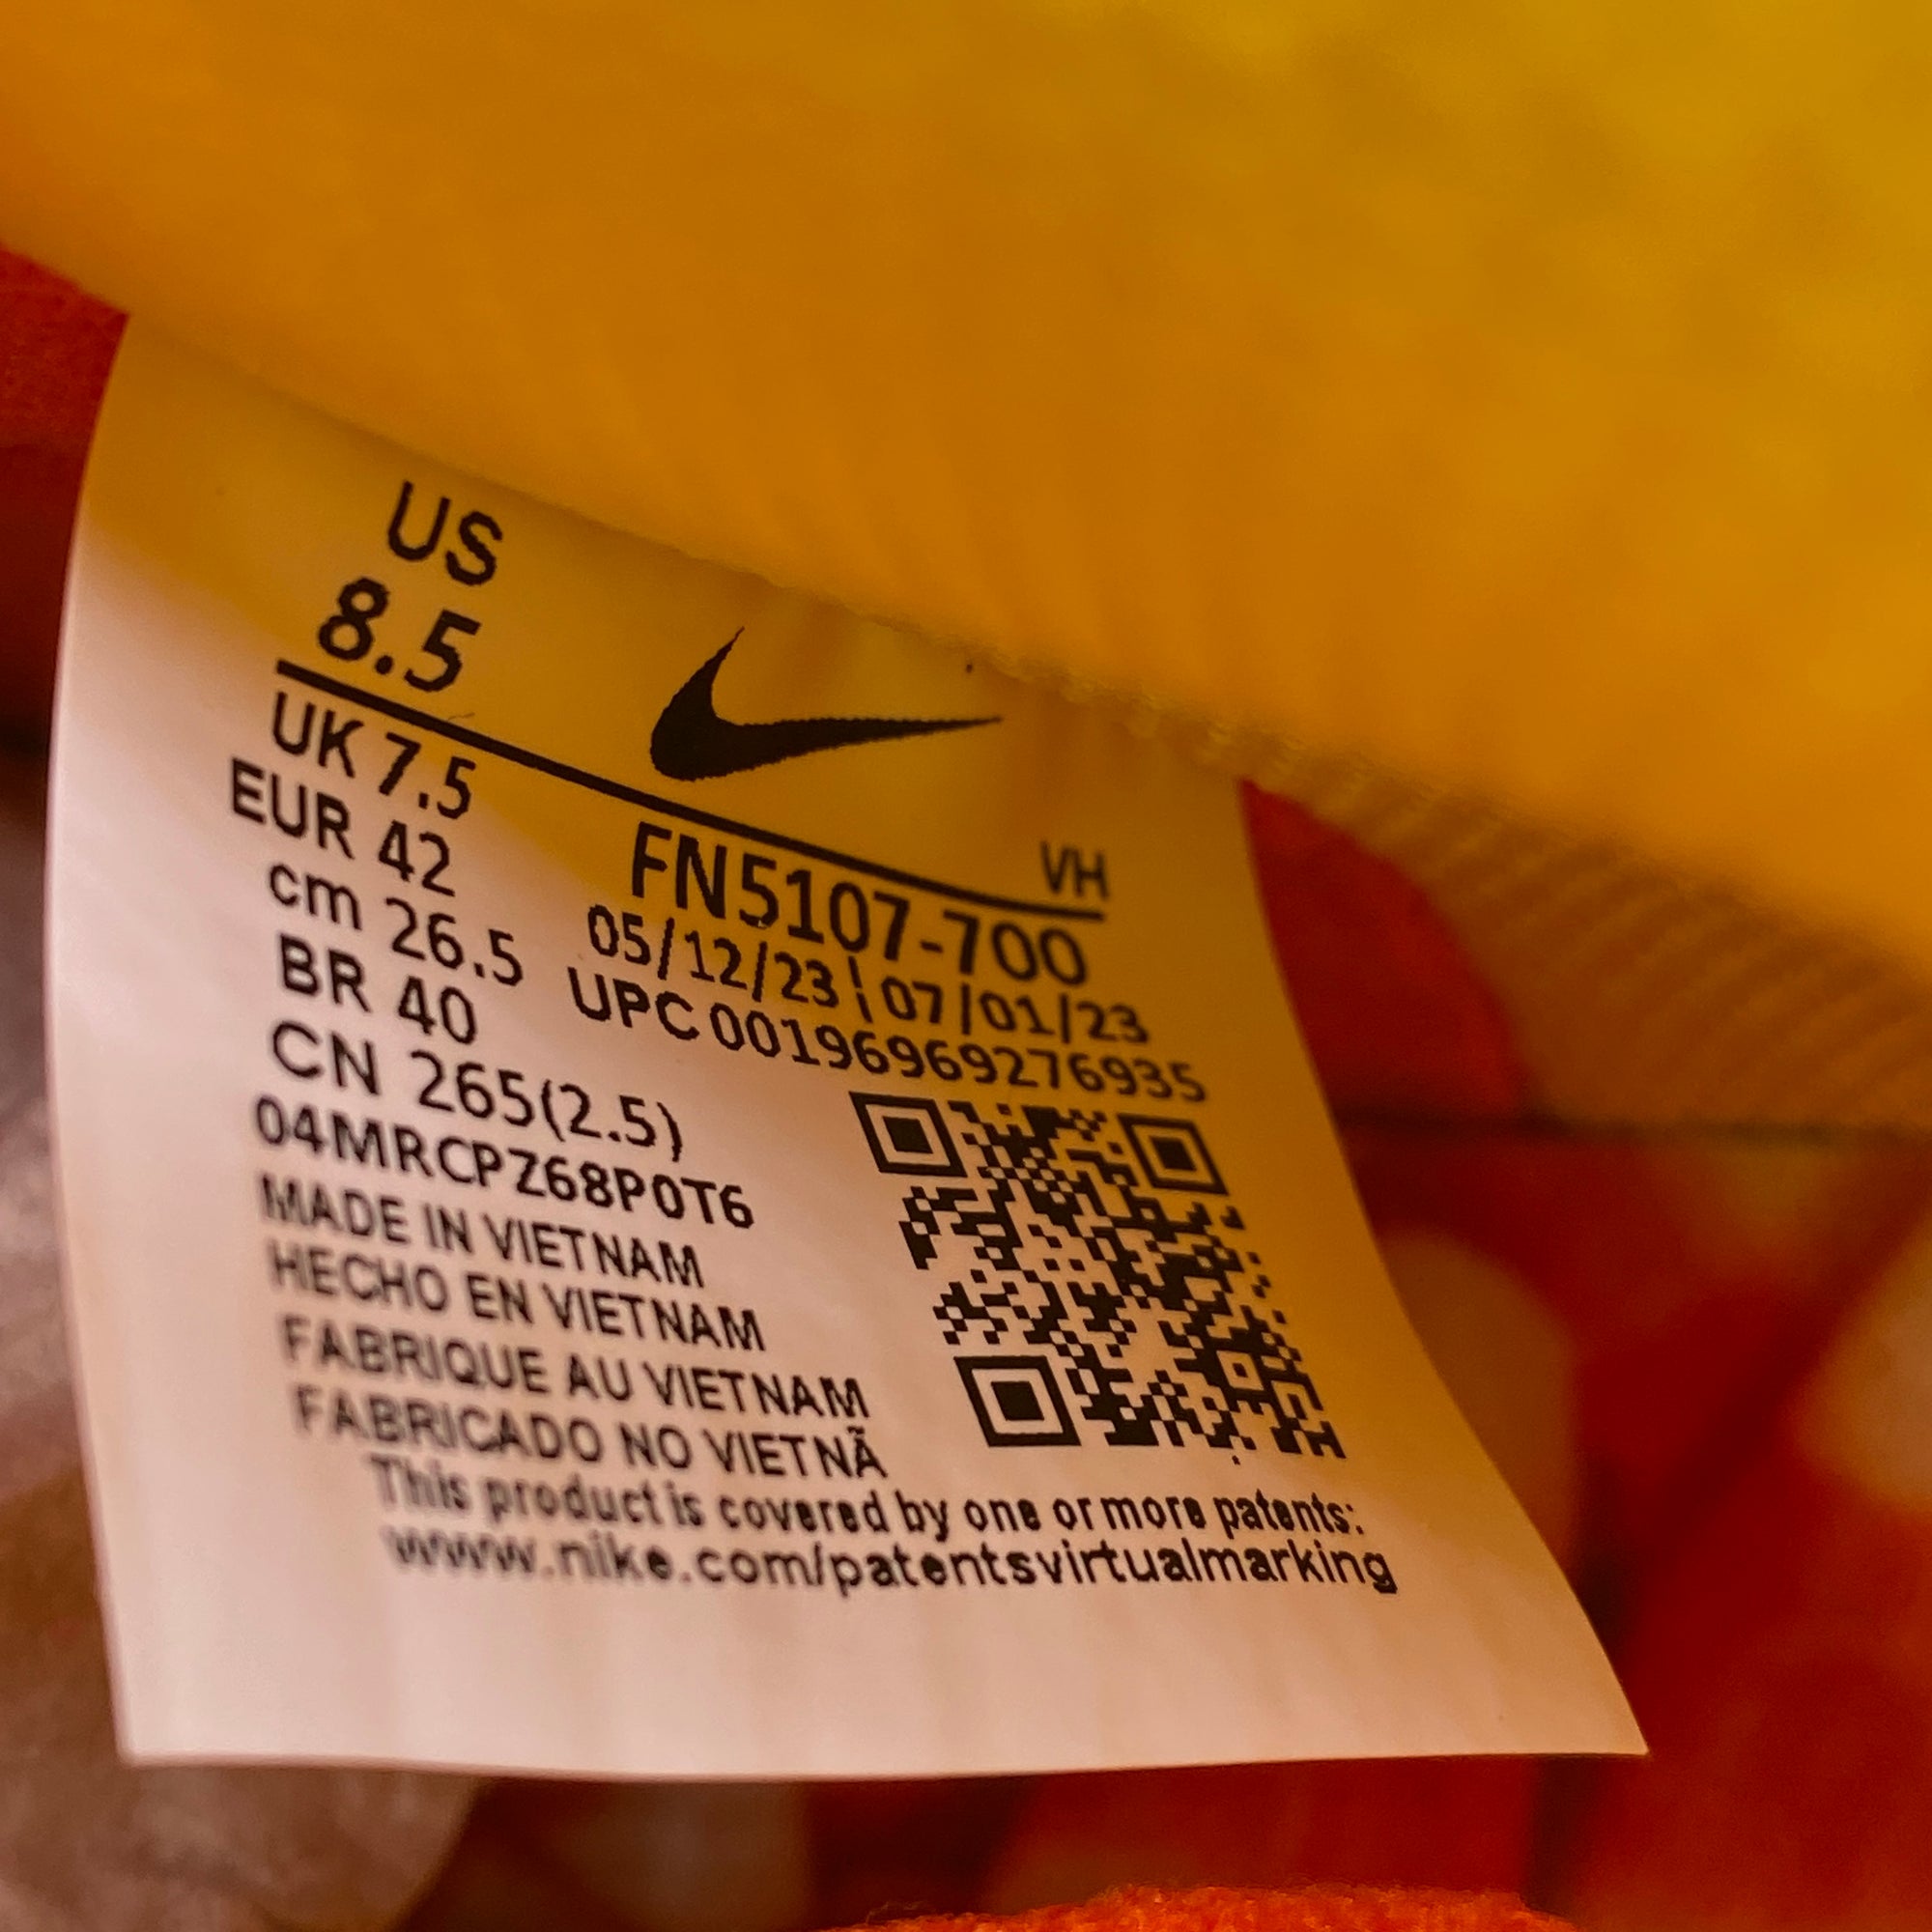 US
8.5
UK 7.5
EUR 42
cm 26.5
BR 40
CN 265(2.5)
04MRCPZ68P0T6
MADE IN VIETNAM
HECHO EN VIETNAM
FABRIQUE AU VIETNAM
FABRICADO NO VIETNÃ
VH
FN5107-700
05/12/23 ¦ 07/01/23
UPC 00196969276935
This product is covered by one or more patents:
www.nike.com/patentsvirtualmarking